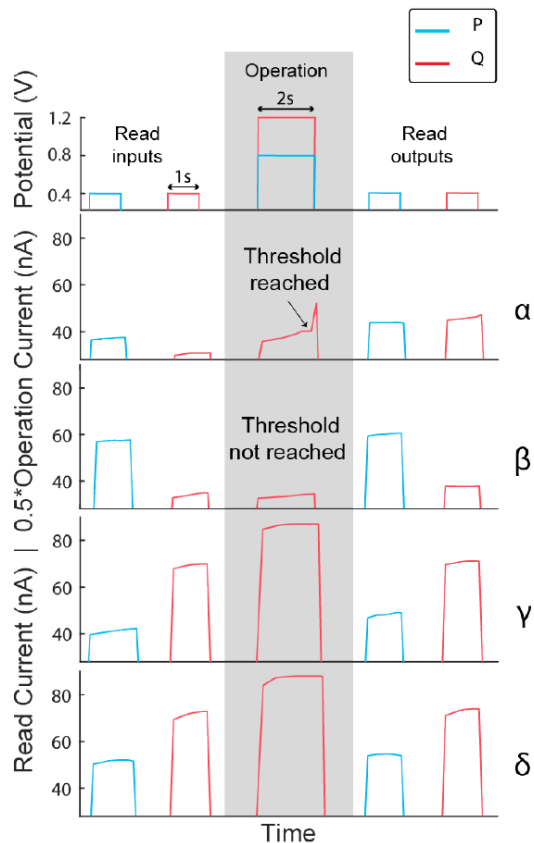 P
Q
Operation
2s
1.2
0.8
0.4
Potential (V)
Read
inputs
1s
Read
outputs
Read Current (nA) | 0.5*Operation Current (nA)
80
60
40
Threshold
reached
α
80
60
40
Threshold
not reached
β
80
60
40
γ
80
60
40
δ
Time